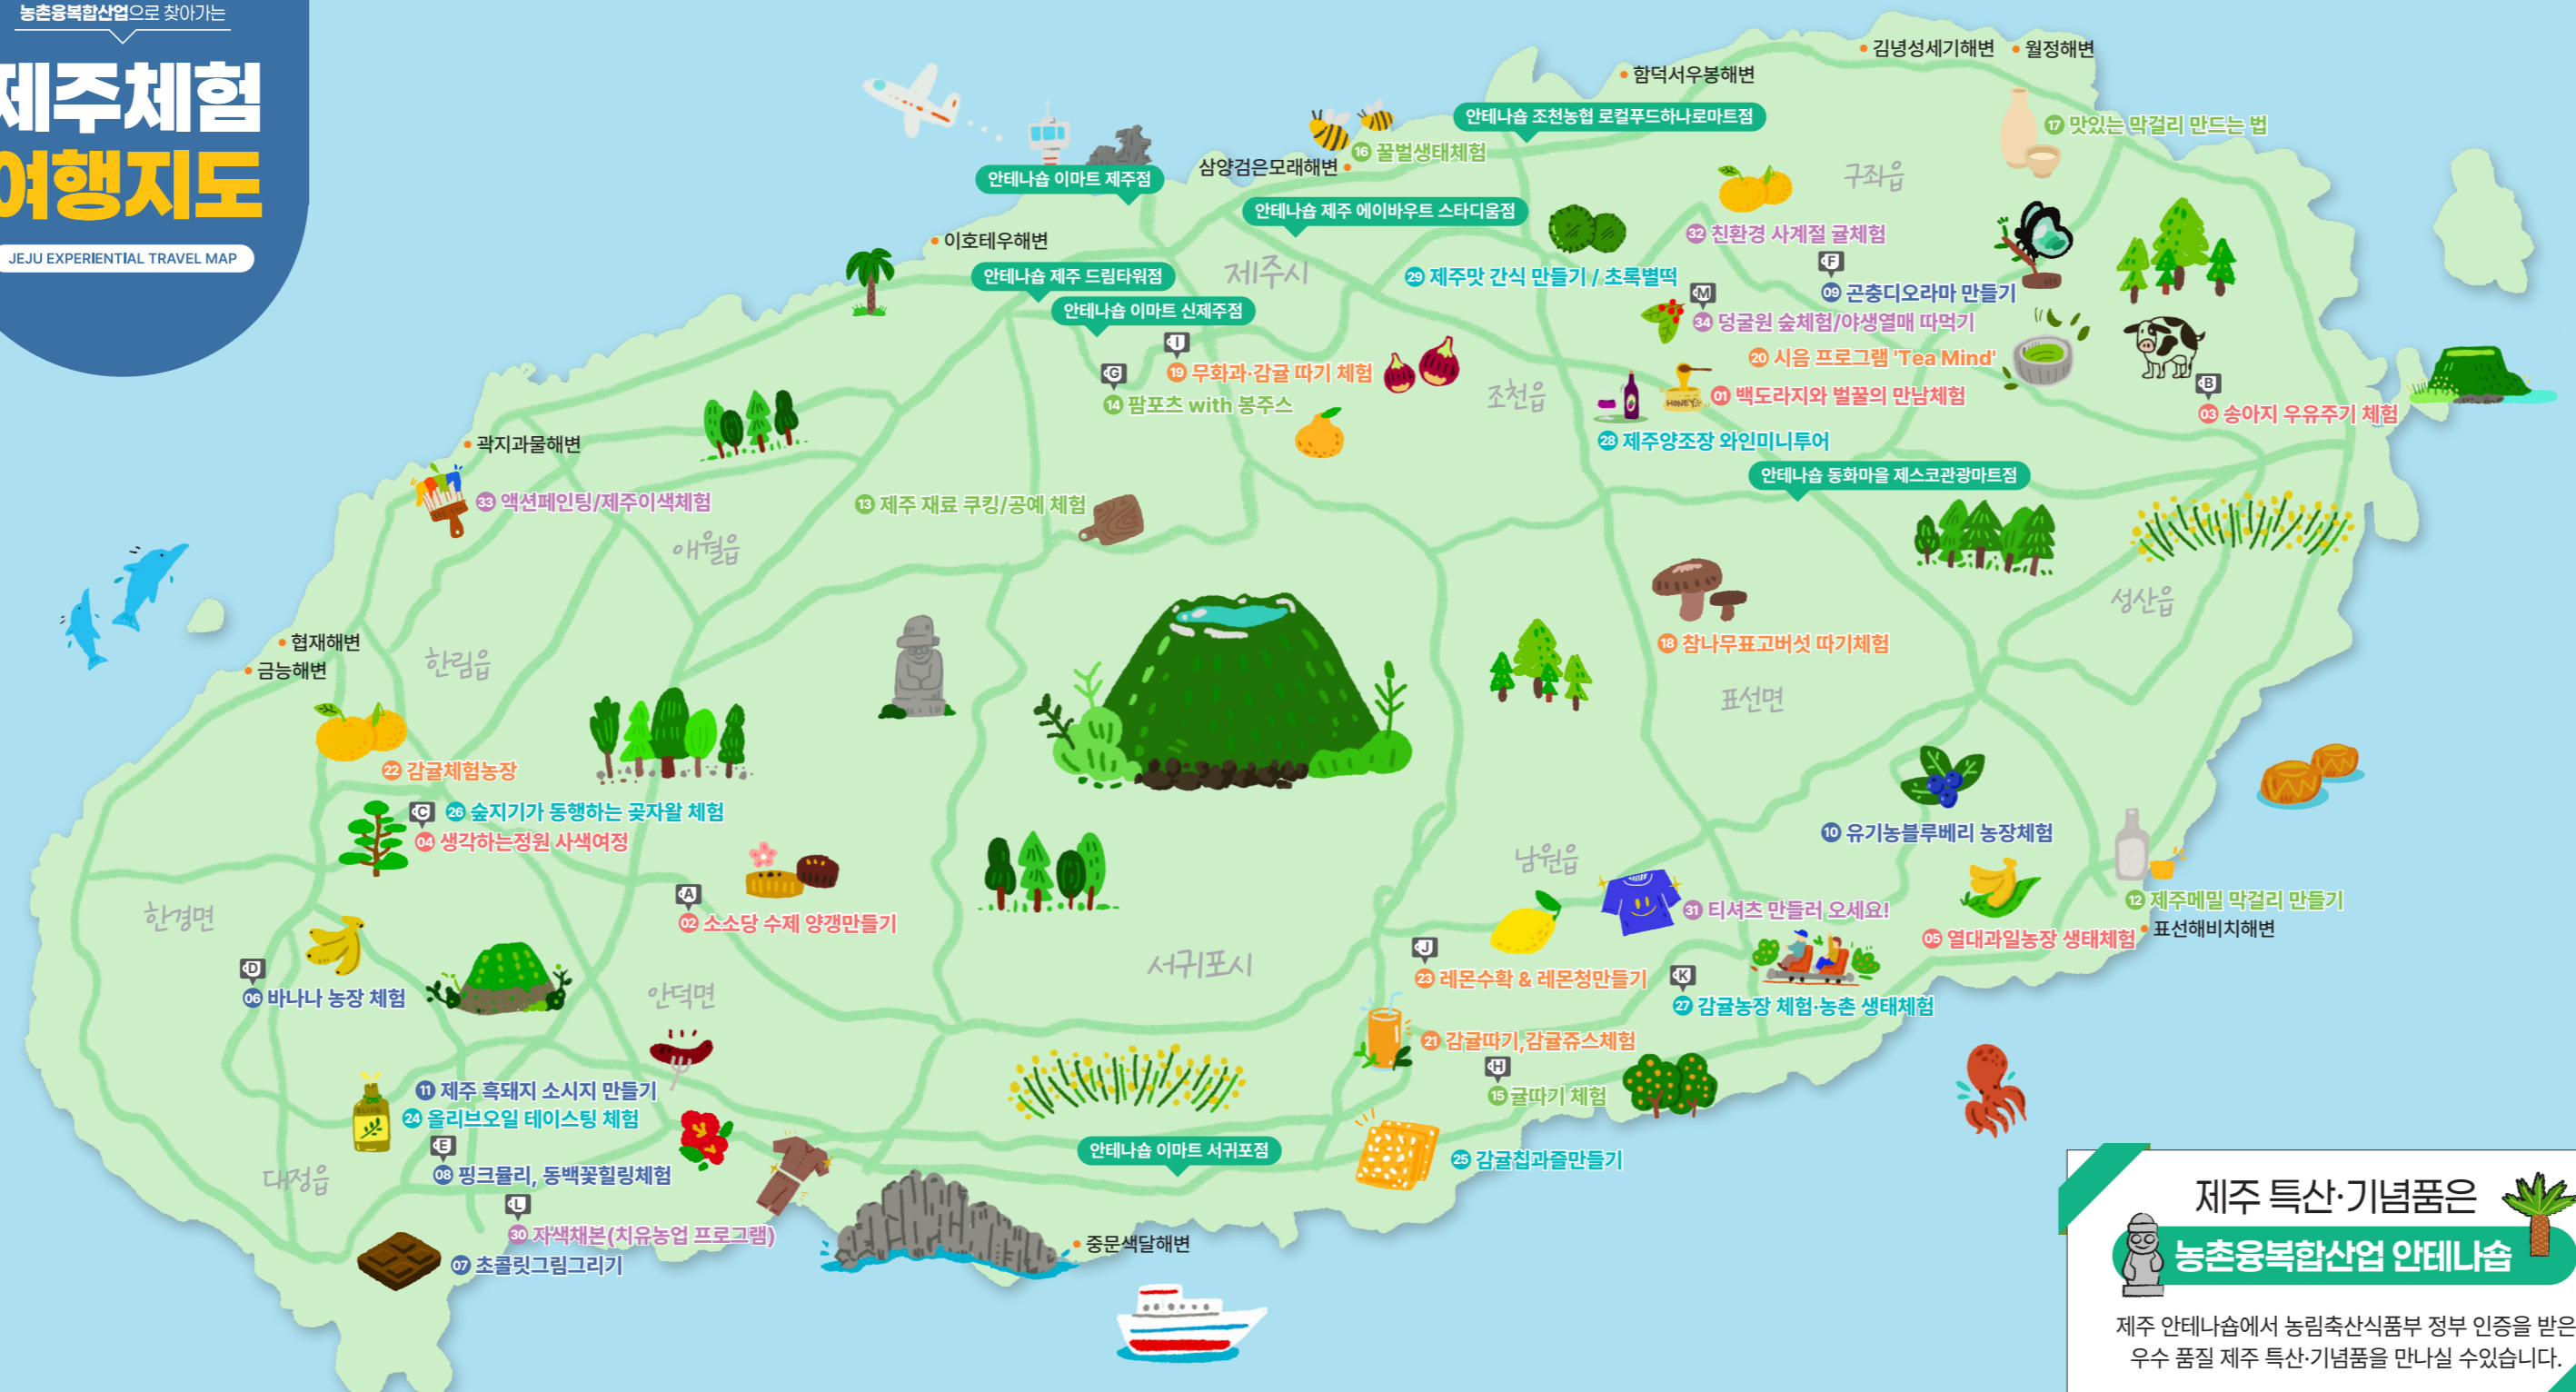 농촌융복합산업으로 찾아가는
제주체험
여행지도
JEJU EXPERIENTIAL TRAVEL MAP
김녕성세기해변
월정해변
함덕서우봉해변
안테나숍 조천농협 로컬푸드하나로마트점
17 맛있는 막걸리 만드는 법
16 꿀벌생태체험
삼양검은모래해변
안테나숍 이마트 제주점
구좌읍
안테나숍 제주 에이바우트 스타디움점
32 친환경 사계절 귤체험
이호테우해변
F
제주시
안테나숍 제주 드림타워점
29 제주맛 간식 만들기 / 초록별떡
09 곤충디오라마 만들기
M
안테나숍 이마트 신제주점
34 덩굴원 숲체험/야생열매 따먹기
I
20 시음 프로그램 'Tea Mind'
G
19 무화과·감귤 따기 체험
B
조천읍
HONEY
01 백도라지와 벌꿀의 만남체험
14 팜포츠 with 봉주스
03 송아지 우유주기 체험
28 제주양조장 와인미니투어
곽지과물해변
안테나숍 동화마을 제스코관광마트점
33 액션페인팅/제주이색체험
13 제주 재료 쿠킹/공예 체험
애월읍
성산읍
협재해변
18 참나무표고버섯 따기체험
한림읍
금능해변
표선면
22 감귤체험농장
C
26 숲지기가 동행하는 곶자왈 체험
10 유기농블루베리 농장체험
04 생각하는정원 사색여정
남원읍
A
12 제주메밀 막걸리 만들기
한경면
31 티셔츠 만들러 오세요!
02 소소당 수제 양갱만들기
표선해비치해변
05 열대과일농장 생태체험
J
서귀포시
D
K
23 레몬수확 & 레몬청만들기
06 바나나 농장 체험
안덕면
27 감귤농장 체험·농촌 생태체험
21 감귤따기,감귤쥬스체험
H
11 제주 흑돼지 소시지 만들기
15 귤따기 체험
OLIVE
24 올리브오일 테이스팅 체험
E
안테나숍 이마트 서귀포점
25 감귤칩과즐만들기
08 핑크뮬리, 동백꽃힐링체험
대정읍
L
30 자색채본(치유농업 프로그램)
중문색달해변
07 초콜릿그림그리기
제주 특산·기념품은
농촌융복합산업 안테나숍
제주 안테나숍에서 농림축산식품부 정부 인증을 받은
우수 품질 제주 특산·기념품을 만나실 수있습니다.